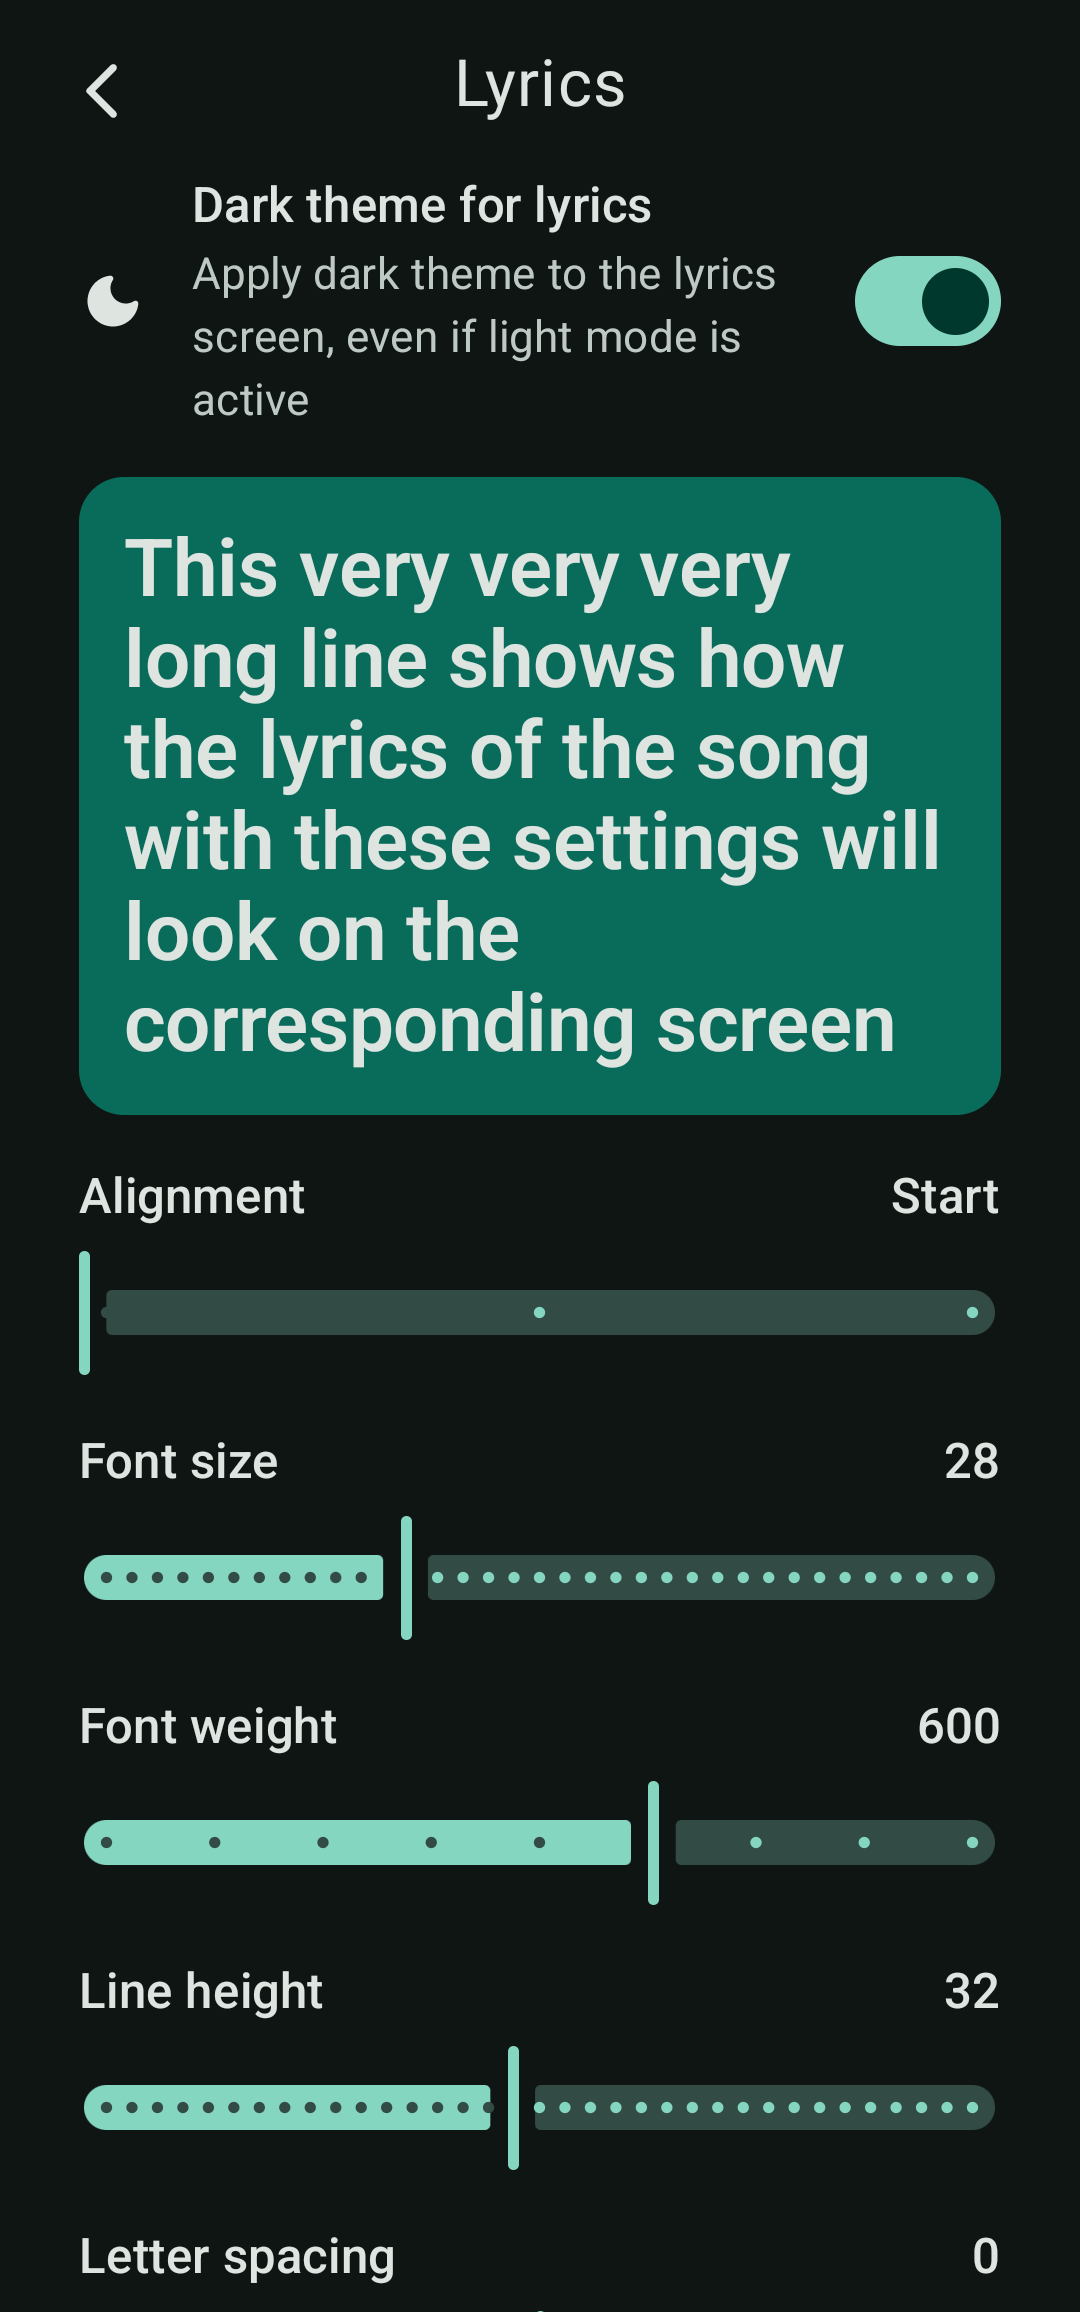 Lyrics
Dark theme for lyrics
Apply dark theme to the lyrics
screen, even if light mode is
active
This very very very
long line shows how
the lyrics of the song
with these settings will
look on the
corresponding screen
Alignment Start
Font size 28
Font weight 600
Line height 32
Letter spacing 0